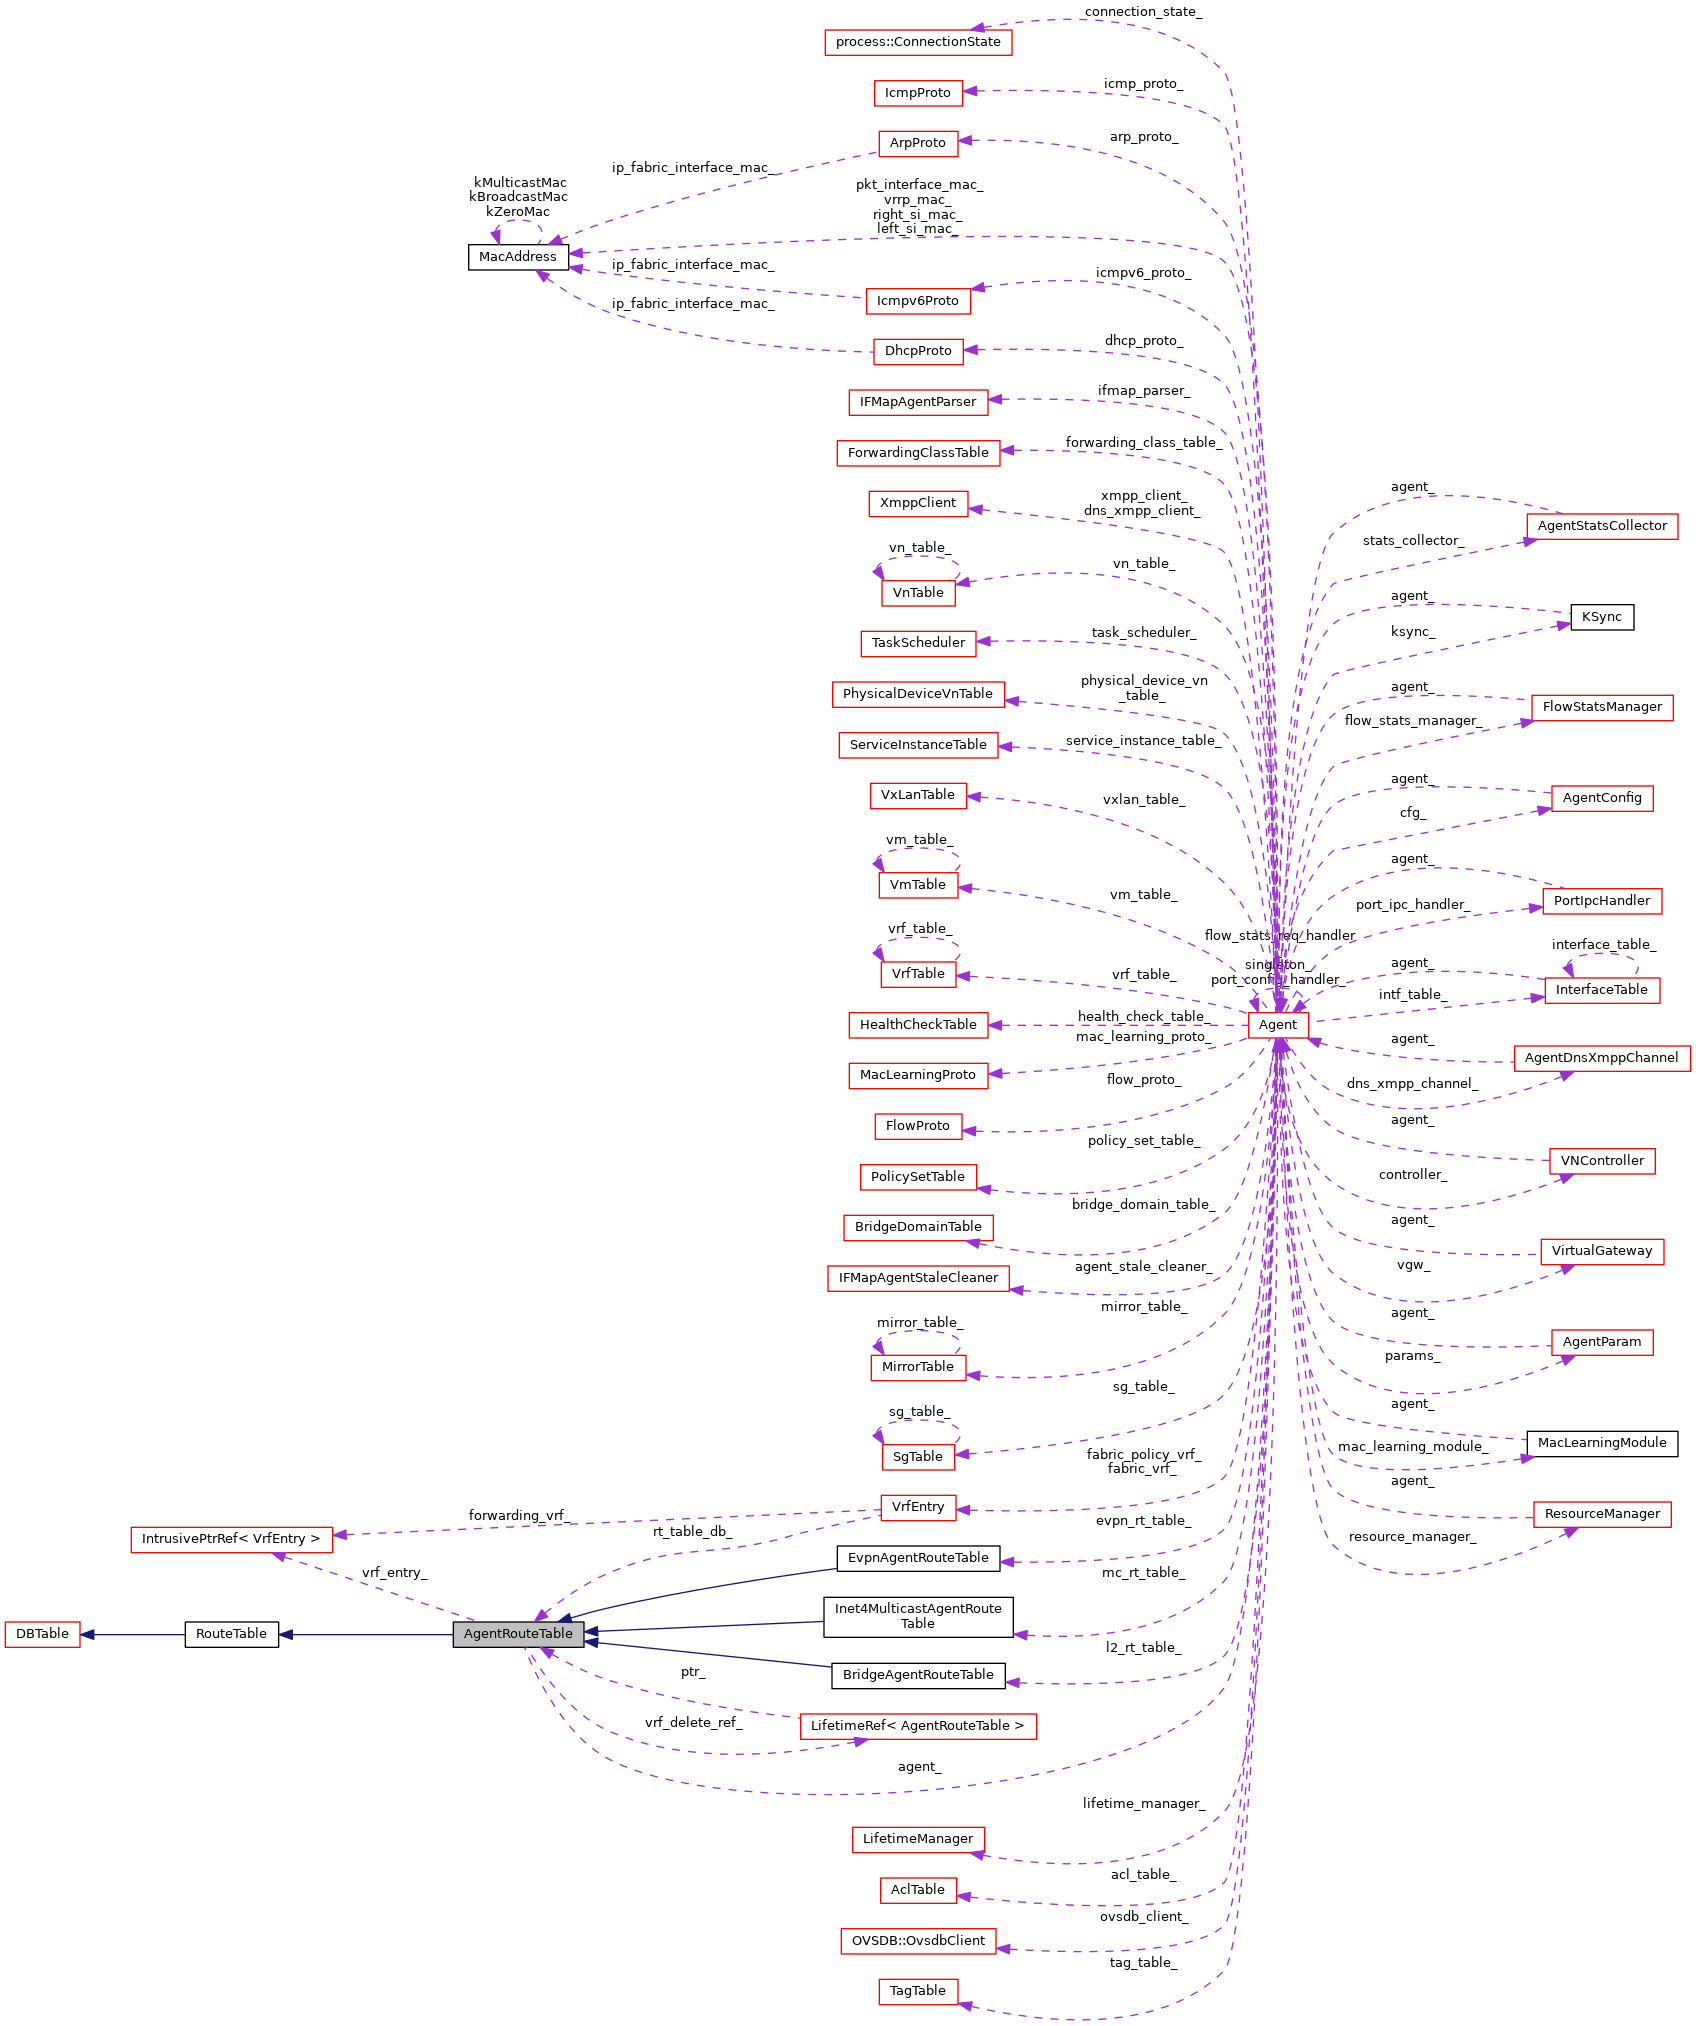 connection_state_
process::ConnectionState
icmp_proto_
IcmpProto
arp_proto_
ArpProto
ip_fabric_interface_mac_
kMulticastMac
kBroadcastMac
kZeroMac
pkt_interface_mac_
vrrp_mac_
right_si_mac_
left_si_mac_
MacAddress
ip_fabric_interface_mac_
icmpv6_proto_
Icmpv6Proto
ip_fabric_interface_mac_
dhcp_proto_
DhcpProto
ifmap_parser_
IFMapAgentParser
forwarding_class_table_
ForwardingClassTable
xmpp_client_
dns_xmpp_client_
XmppClient
agent_
AgentStatsCollector
stats_collector_
vn_table_
vn_table_
VnTable
agent_
KSync
ksync_
task_scheduler_
TaskScheduler
physical_device_vn
_table_
PhysicalDeviceVnTable
agent_
FlowStatsManager
flow_stats_manager_
service_instance_table_
ServiceInstanceTable
agent_
AgentConfig
cfg_
vxlan_table_
VxLanTable
vm_table_
vm_table_
VmTable
agent_
PortIpcHandler
port_ipc_handler_
vrf_table_
vrf_table_
VrfTable
flow_stats_req_handler
singleton_
port_config_handler_
agent_
interface_table_
InterfaceTable
intf_table_
Agent
health_check_table_
HealthCheckTable
mac_learning_proto_
MacLearningProto
agent_
AgentDnsXmppChannel
dns_xmpp_channel_
flow_proto_
FlowProto
agent_
VNController
controller_
policy_set_table_
PolicySetTable
bridge_domain_table_
BridgeDomainTable
agent_
VirtualGateway
vgw_
agent_stale_cleaner_
IFMapAgentStaleCleaner
mirror_table_
mirror_table_
MirrorTable
agent_
AgentParam
params_
sg_table_
sg_table_
SgTable
agent_
MacLearningModule
mac_learning_module_
fabric_policy_vrf_
fabric_vrf_
VrfEntry
agent_
ResourceManager
resource_manager_
forwarding_vrf_
IntrusivePtrRef< VrfEntry >
rt_table_db_
evpn_rt_table_
EvpnAgentRouteTable
vrf_entry_
mc_rt_table_
Inet4MulticastAgentRoute
Table
DBTable
RouteTable
AgentRouteTable
l2_rt_table_
BridgeAgentRouteTable
ptr_
vrf_delete_ref_
LifetimeRef< AgentRouteTable >
agent_
lifetime_manager_
LifetimeManager
acl_table_
AclTable
ovsdb_client_
OVSDB::OvsdbClient
tag_table_
TagTable